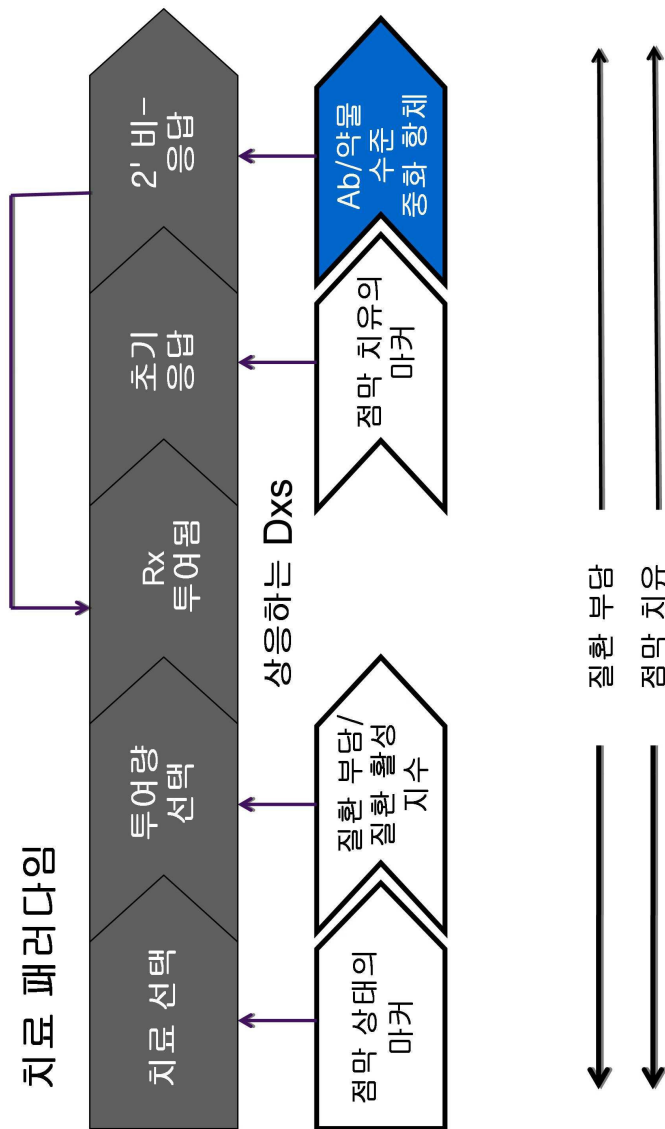 치료 패러다임
치료 선택
투여량
선택
Rx
투여됨
초기
응답
2' 비-
응답
상응하는 Dxs
점막 상태의
마커
질환 부담/
질환 활성
지수
점막 치유의
마커
Ab/약물
수준
중화 항체
질환 부담
점막 치유